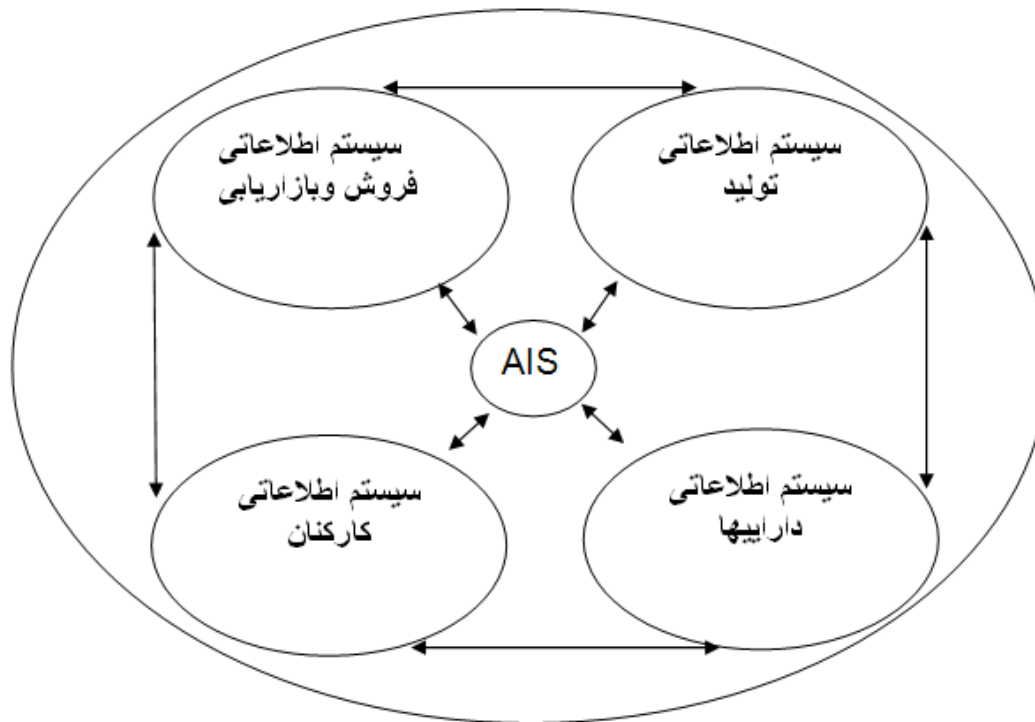 سیستم اطلاعاتی
تولید
سیستم اطلاعاتی
فروش وبازاریابی
AIS
سیستم اطلاعاتی
داراییها
سیستم اطلاعاتی
کارکنان